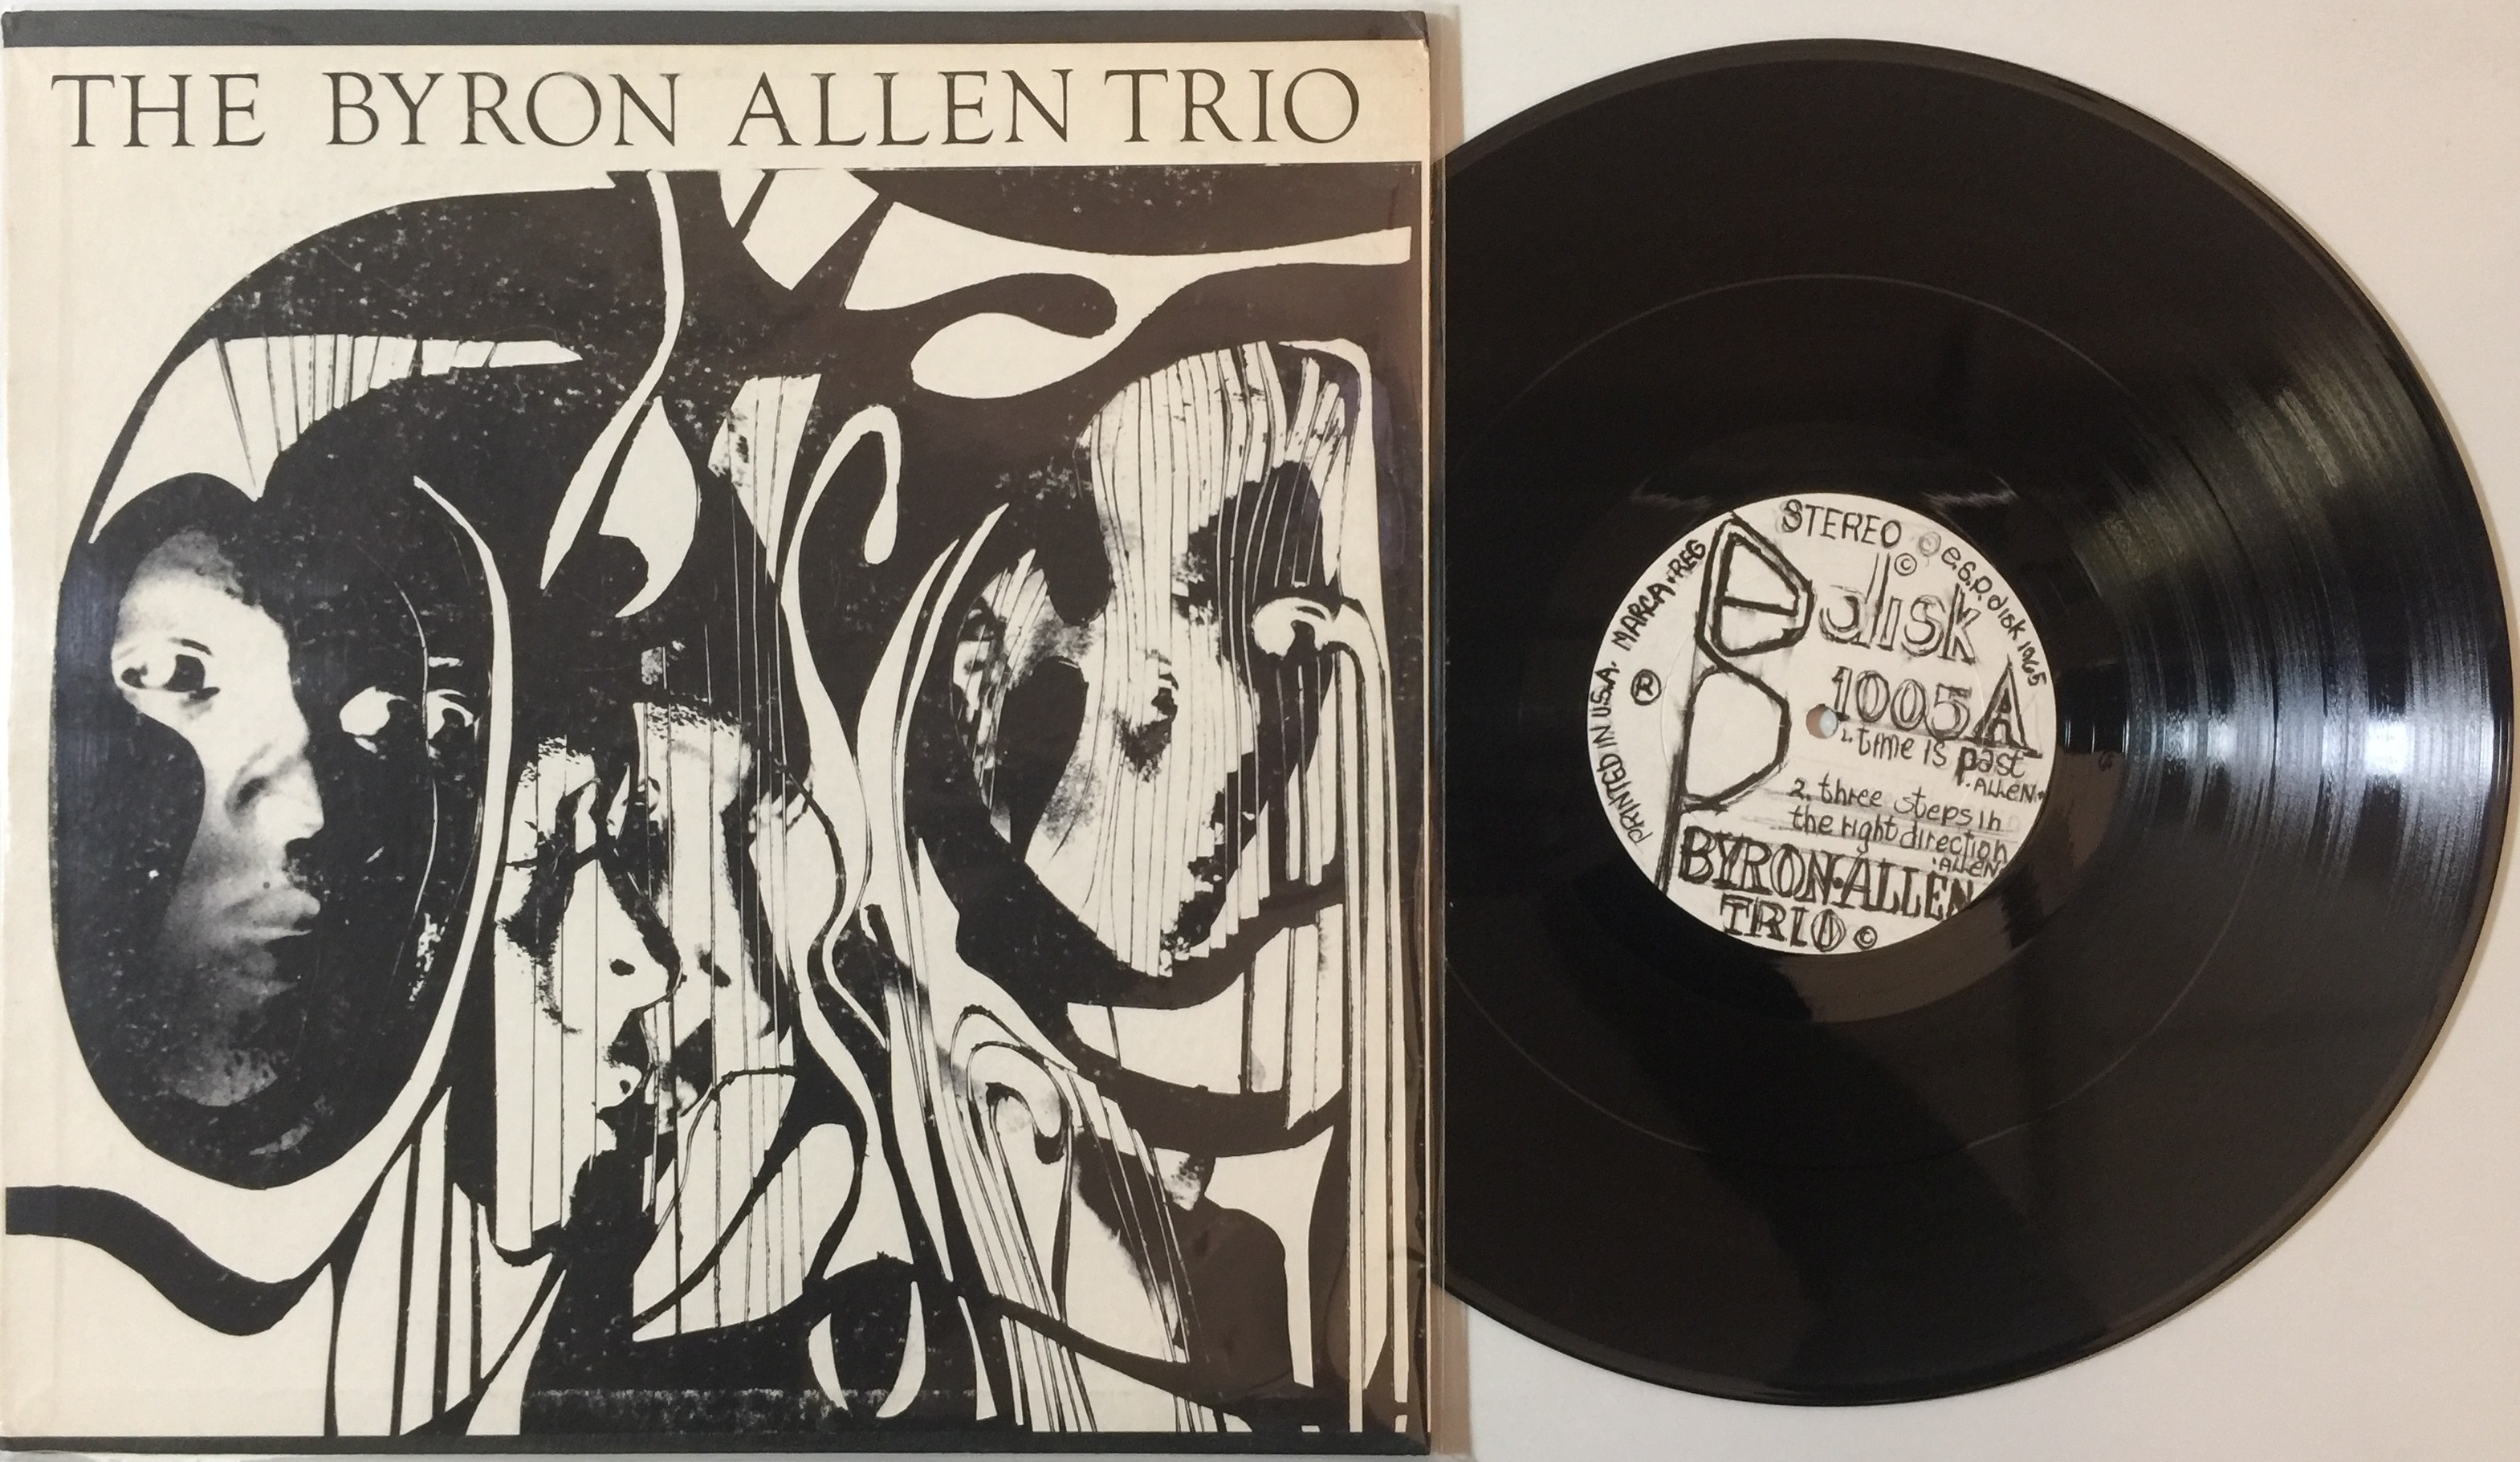 THE BYRON ALLEN TRIO
STEREO
© e.s.p. disk 1965
PRINTED IN U.S.A. MARCA • REG
®
disk ©
1005 A
1. time is past
.ALLEN.
2. three steps in
the right direction
.ALLEN
BYRON•ALLEN
TRIO ©